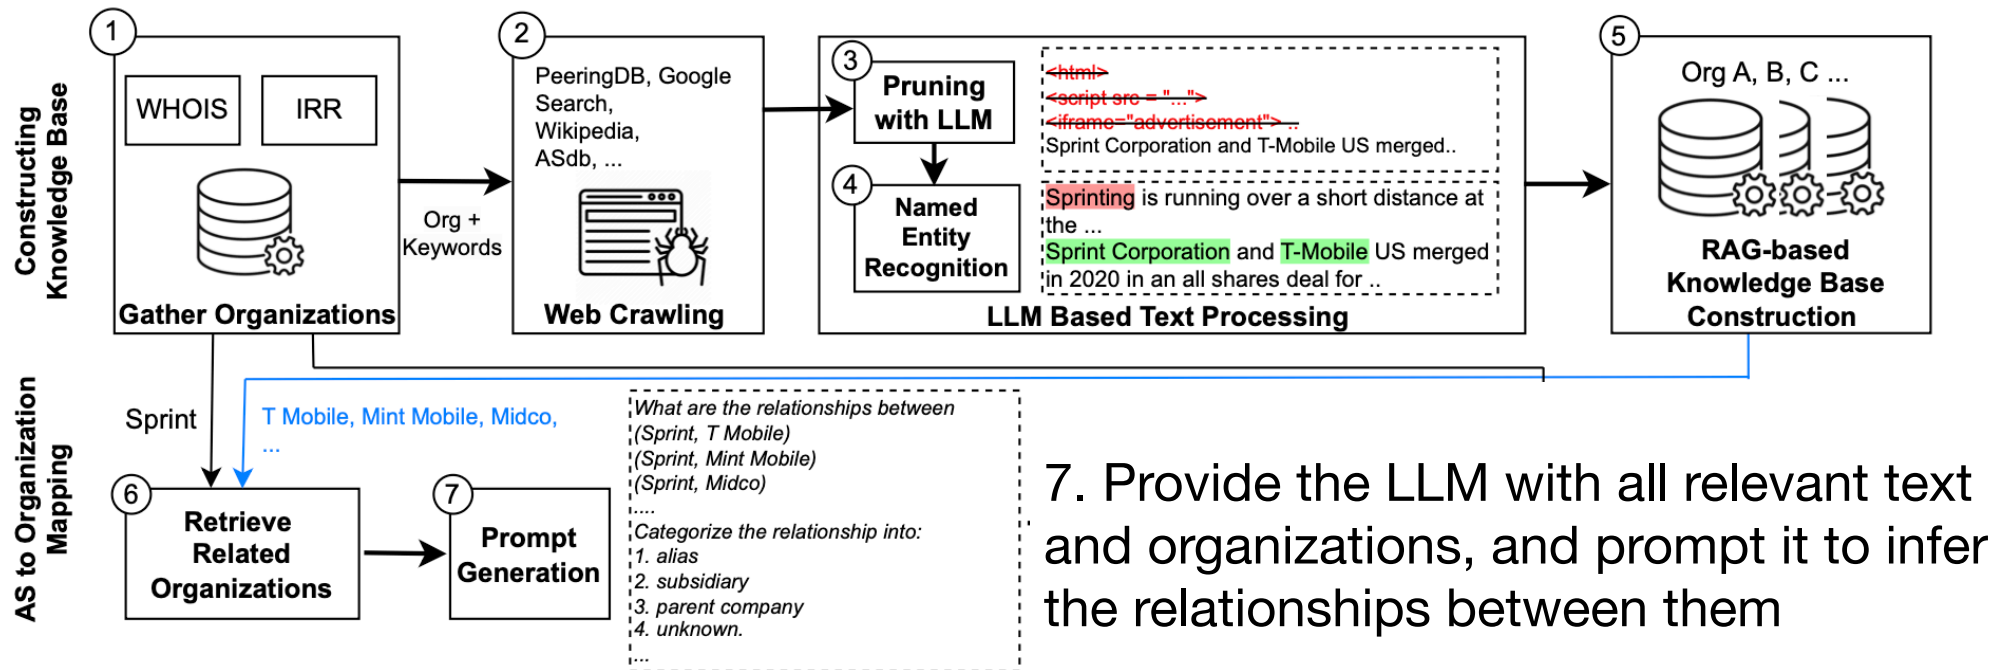 Constructing
Knowledge Base
1
WHOIS
IRR
Gather Organizations
Org +
Keywords
2
PeeringDB, Google
Search,
Wikipedia,
ASdb, ...
Web Crawling
3
Pruning
with LLM
<html>
<script src = "...">
<iframe="advertisement"> ..
Sprint Corporation and T-Mobile US merged..
4
Named
Entity
Recognition
Sprinting is running over a short distance at
the ...
Sprint Corporation and T-Mobile US merged
in 2020 in an all shares deal for ..
LLM Based Text Processing
5
Org A, B, C ...
RAG-based
Knowledge Base
Construction
AS to Organization
Mapping
Sprint
T Mobile, Mint Mobile, Midco,
...
6
Retrieve
Related
Organizations
7
Prompt
Generation
What are the relationships between
(Sprint, T Mobile)
(Sprint, Mint Mobile)
(Sprint, Midco)
....
Categorize the relationship into:
1. alias
2. subsidiary
3. parent company
4. unknown.
...
7. Provide the LLM with all relevant text
and organizations, and prompt it to infer
the relationships between them